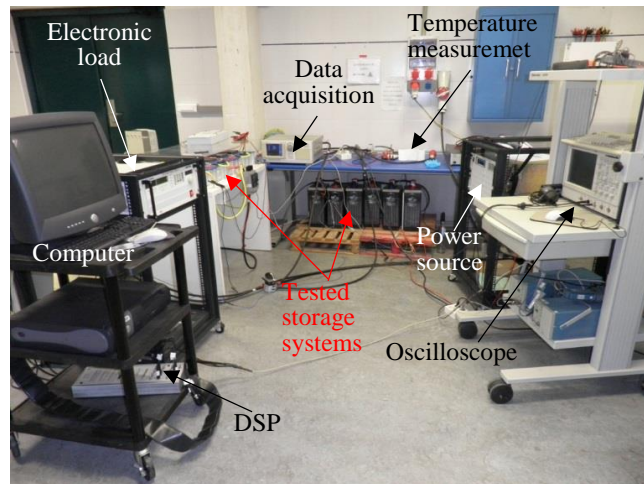 Electronic
load
Data
acquisition
Temperature
measuremet
Computer
Power
source
Tested
storage
systems
Oscilloscope
DSP